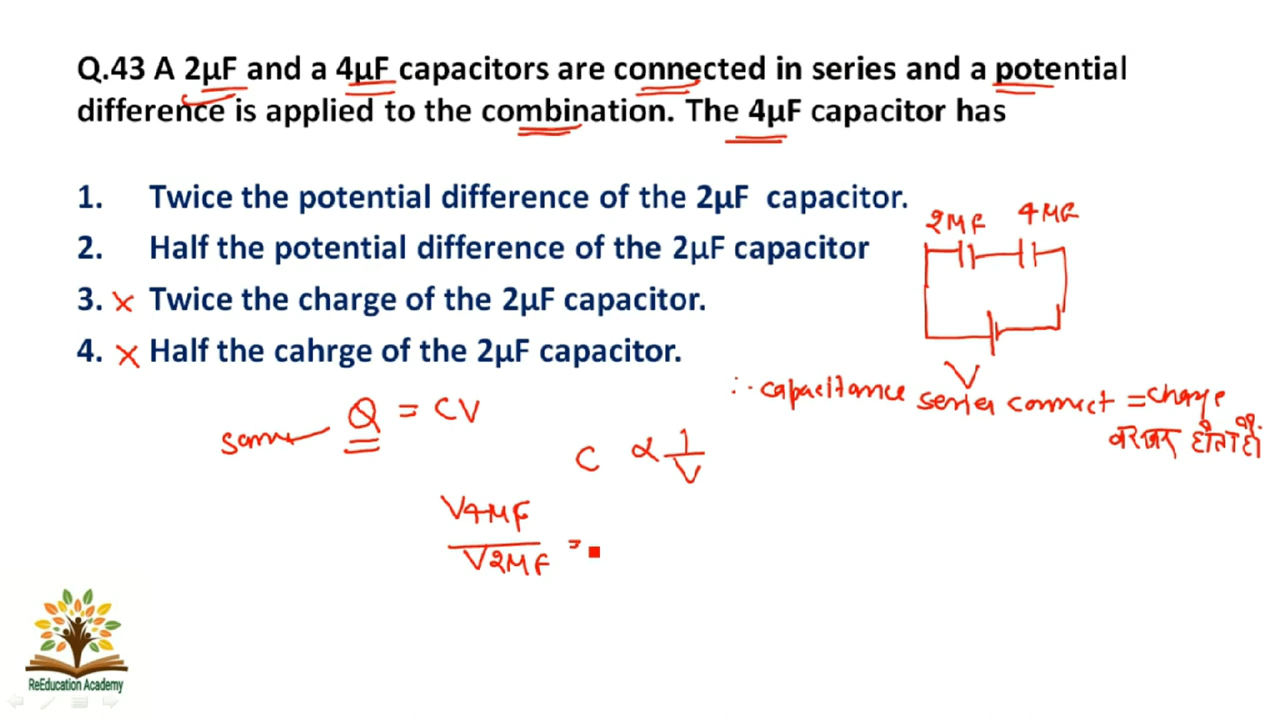 Q.43 A 2µF and a 4µF capacitors are connected in series and a potential
difference is applied to the combination. The 4µF capacitor has
1. Twice the potential difference of the 2µF capacitor.
2. Half the potential difference of the 2µF capacitor
3. × Twice the charge of the 2µF capacitor.
4. × Half the cahrge of the 2µF capacitor.
2MF 4MF
V
∴ capacitance series connect = charge
same Q = CV
C ∝ 1/V
V4MF
V2MF =
ReEducation Academy